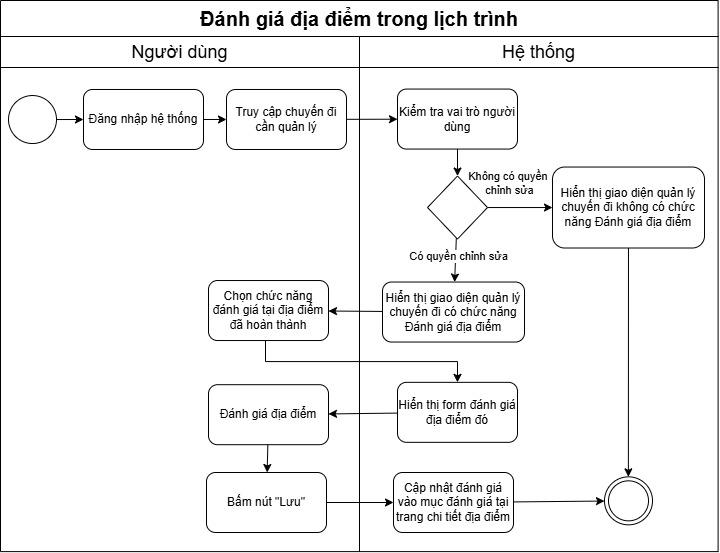 Đánh giá địa điểm trong lịch trình
Người dùng
Hệ thống
Đăng nhập hệ thống
Truy cập chuyến đi
cần quản lý
Kiểm tra vai trò người
dùng
Không có quyền
chỉnh sửa
Hiển thị giao diện quản lý
chuyến đi không có chức
năng Đánh giá địa điểm
Có quyền chỉnh sửa
Hiển thị giao diện quản lý
chuyến đi có chức năng
Đánh giá địa điểm
Chọn chức năng
đánh giá tại địa điểm
đã hoàn thành
Hiển thị form đánh giá
địa điểm đó
Đánh giá địa điểm
Bấm nút "Lưu"
Cập nhật đánh giá
vào mục đánh giá tại
trang chi tiết địa điểm